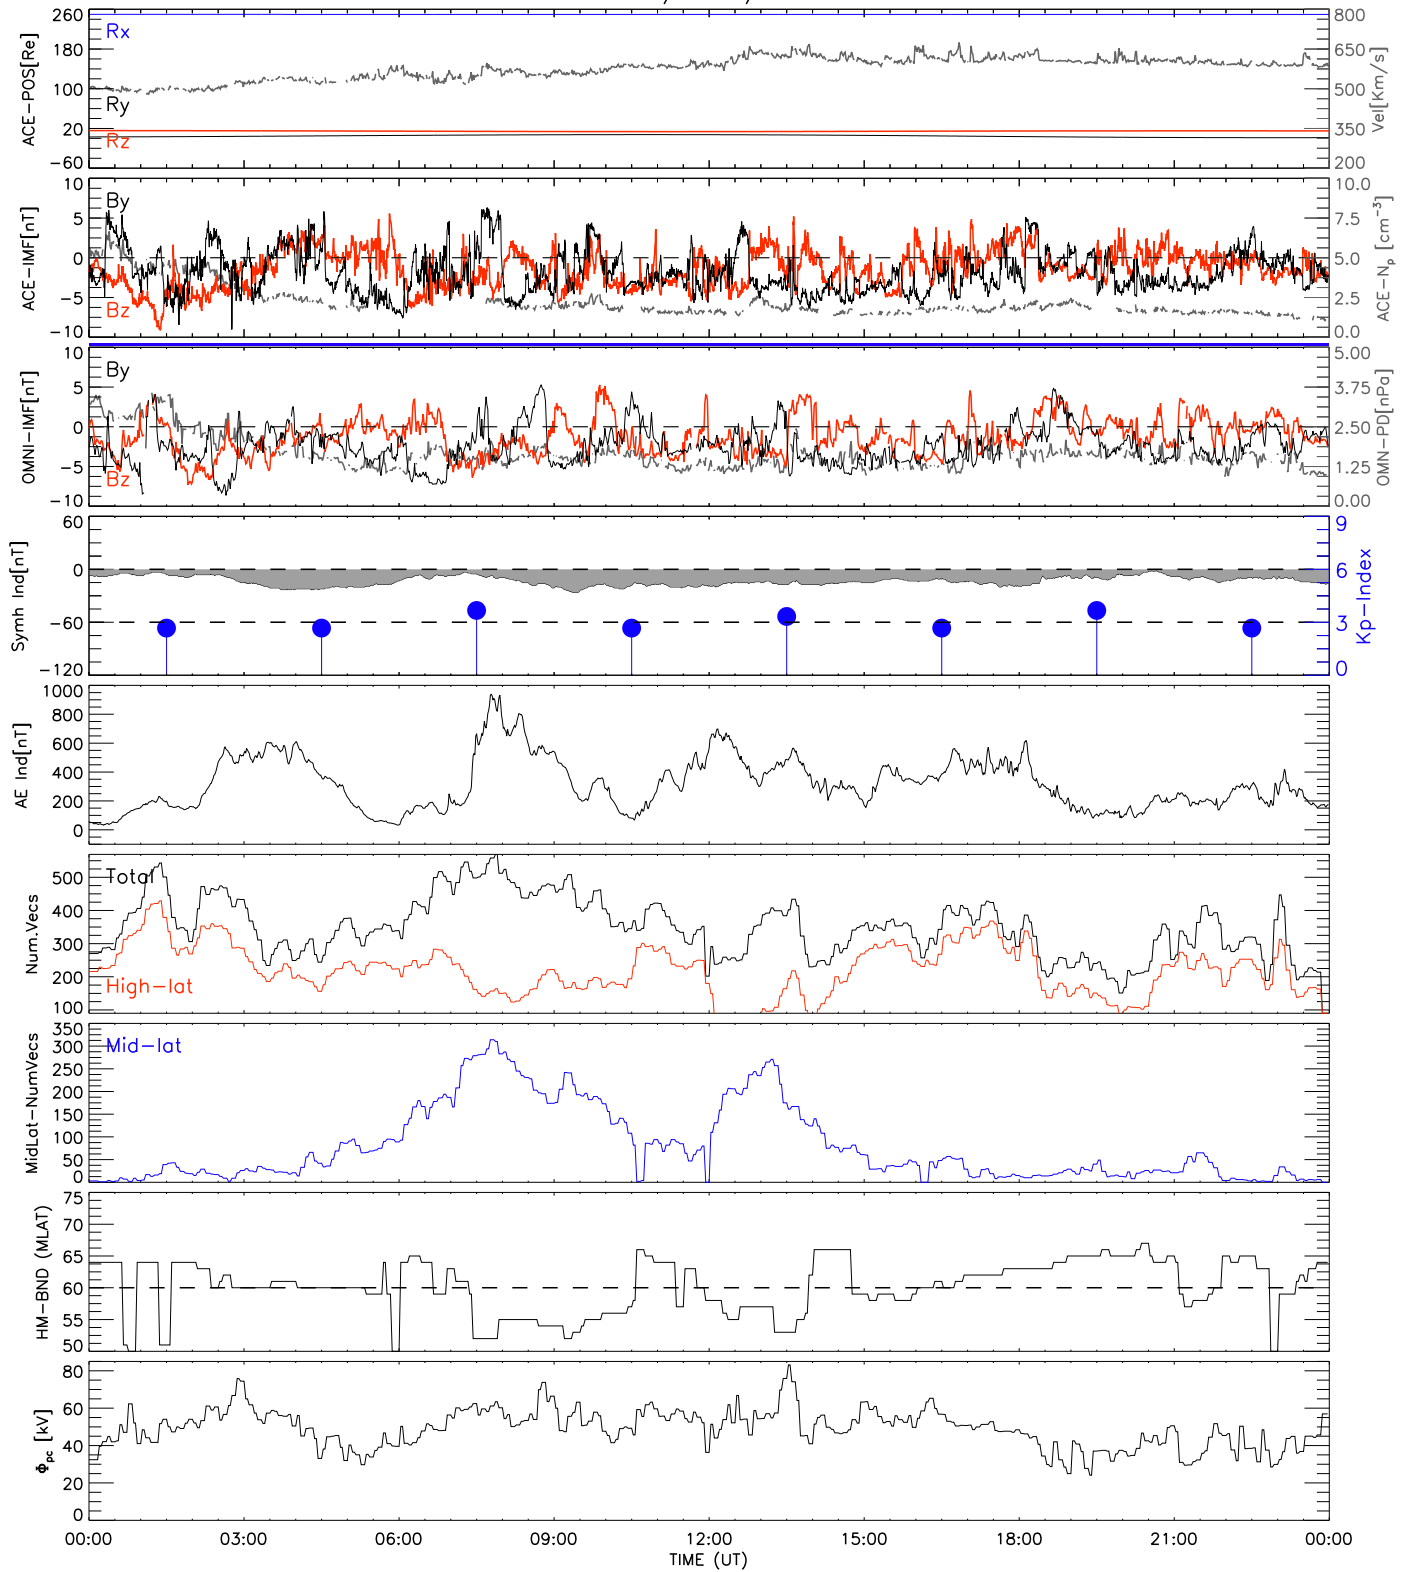 260
180
100
20
−60
ACE−POS[Re]
Rx
Ry
Rz
800
650
500
350
200
Vel[Km/s]
10
5
0
−5
−10
ACE−IMF[nT]
By
Bz
10.0
7.5
5.0
2.5
0.0
ACE−Np [cm⁻³]
10
5
0
−5
−10
OMNI−IMF[nT]
By
Bz
5.00
3.75
2.50
1.25
0.00
OMN−PD[nPa]
60
0
−60
−120
Symh Ind[nT]
9
6
3
0
Kp−Index
1000
800
600
400
200
0
AE Ind[nT]
500
400
300
200
100
Num.Vecs
Total
High−lat
350
300
250
200
150
100
50
0
MidLat−NumVecs
Mid−lat
75
70
65
60
55
50
HM−BND (MLAT)
80
60
40
20
0
Φpc [kV]
00:00 03:00 06:00 09:00 12:00 15:00 18:00 21:00 00:00
TIME (UT)